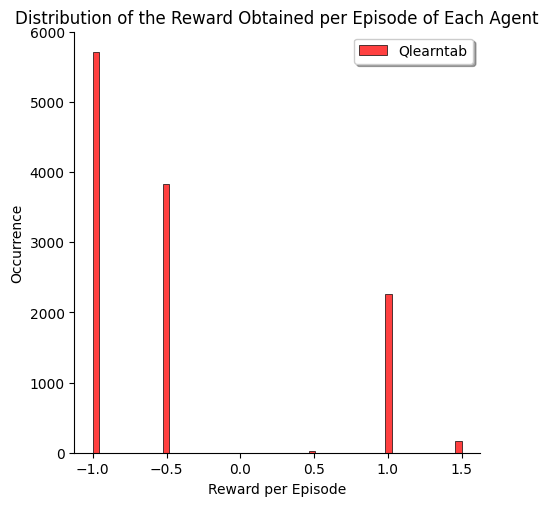 Distribution of the Reward Obtained per Episode of Each Agent
Qlearntab
6000
5000
4000
3000
2000
1000
0
Occurrence
−1.0 −0.5 0.0 0.5 1.0 1.5
Reward per Episode